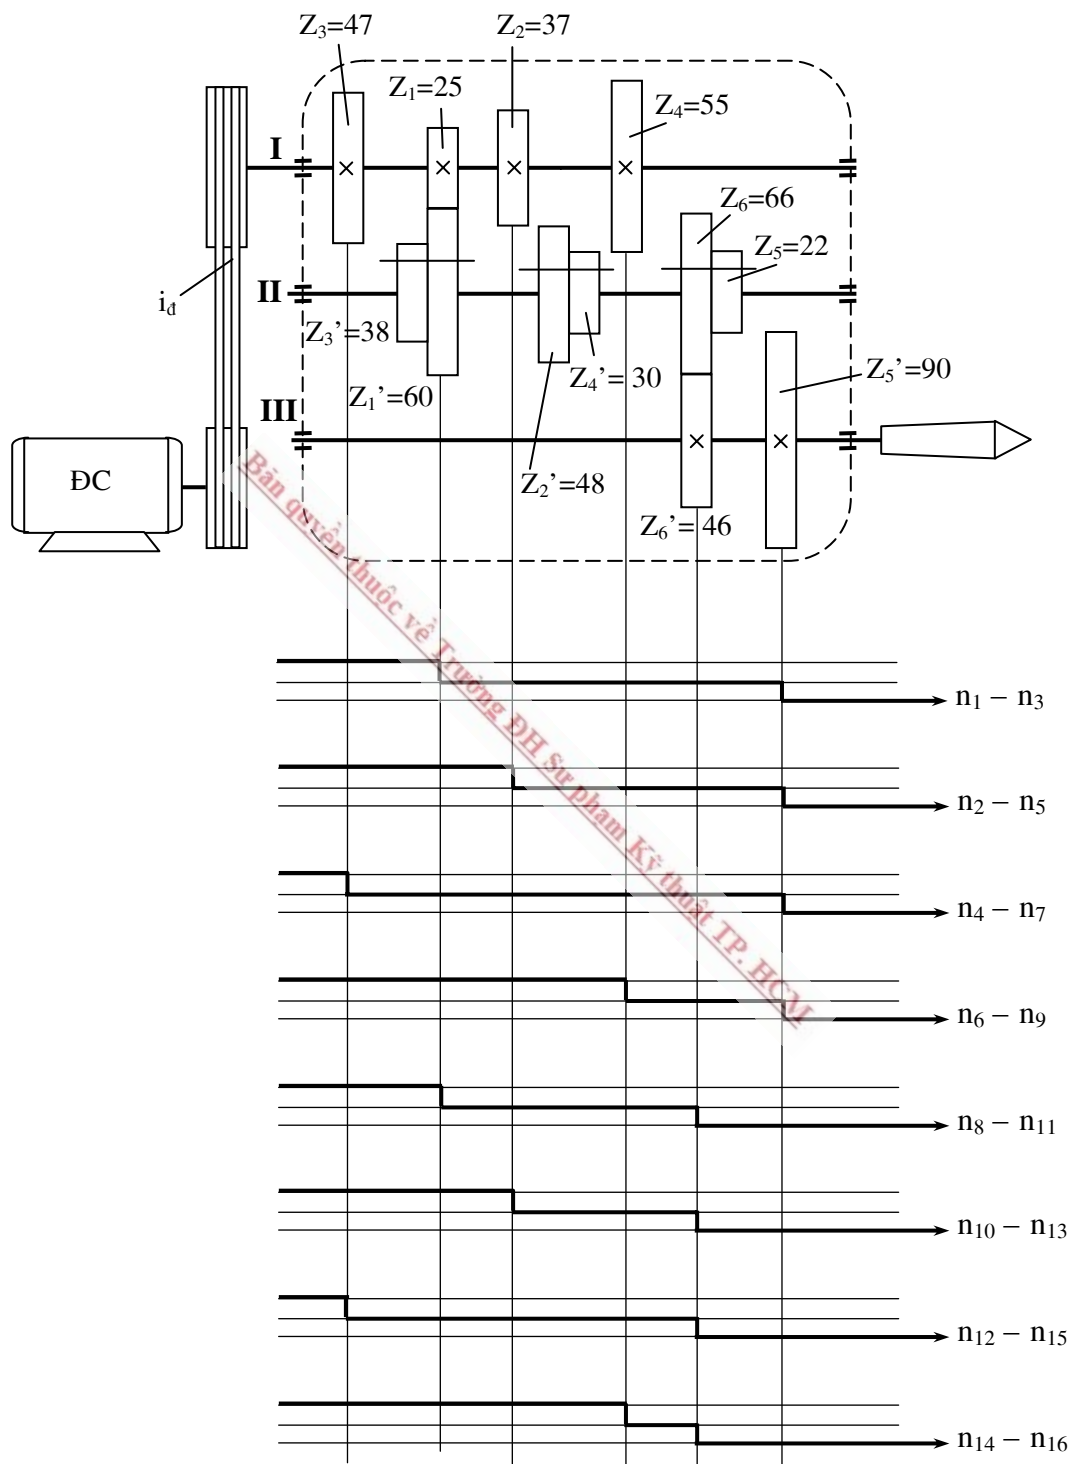 Z₃=47
Z₂=37
Z₁=25
Z₄=55
I
Z₆=66
Z₅=22
i_đ
II
Z₃’=38
Z₁’=60
Z₄’= 30
Z₅’=90
III
ĐC
Z₂’=48
Z₆’= 46
Bản quyền thuộc về Trường ĐH Sư phạm Kỹ thuật TP. HCM
n₁ – n₃
n₂ – n₅
n₄ – n₇
n₆ – n₉
n₈ – n₁₁
n₁₀ – n₁₃
n₁₂ – n₁₅
n₁₄ – n₁₆